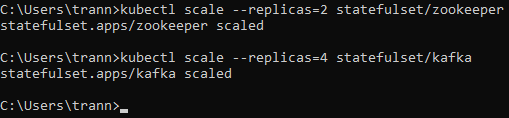 C:\Users\trann>kubectl scale --replicas=2 statefulset/zookeeper
statefulset.apps/zookeeper scaled
C:\Users\trann>kubectl scale --replicas=4 statefulset/kafka
statefulset.apps/kafka scaled
C:\Users\trann>